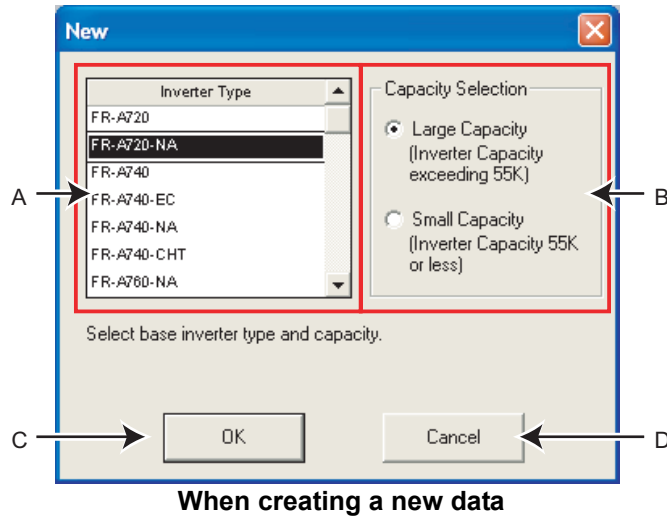 New
Inverter Type
FR-A720
FR-A720-NA
FR-A740
FR-A740-EC
FR-A740-NA
FR-A740-CHT
FR-A760-NA
Capacity Selection
Large Capacity
(Inverter Capacity
exceeding 55K)
Small Capacity
(Inverter Capacity 55K
or less)
A
B
Select base inverter type and capacity.
C
OK
Cancel
D
When creating a new data